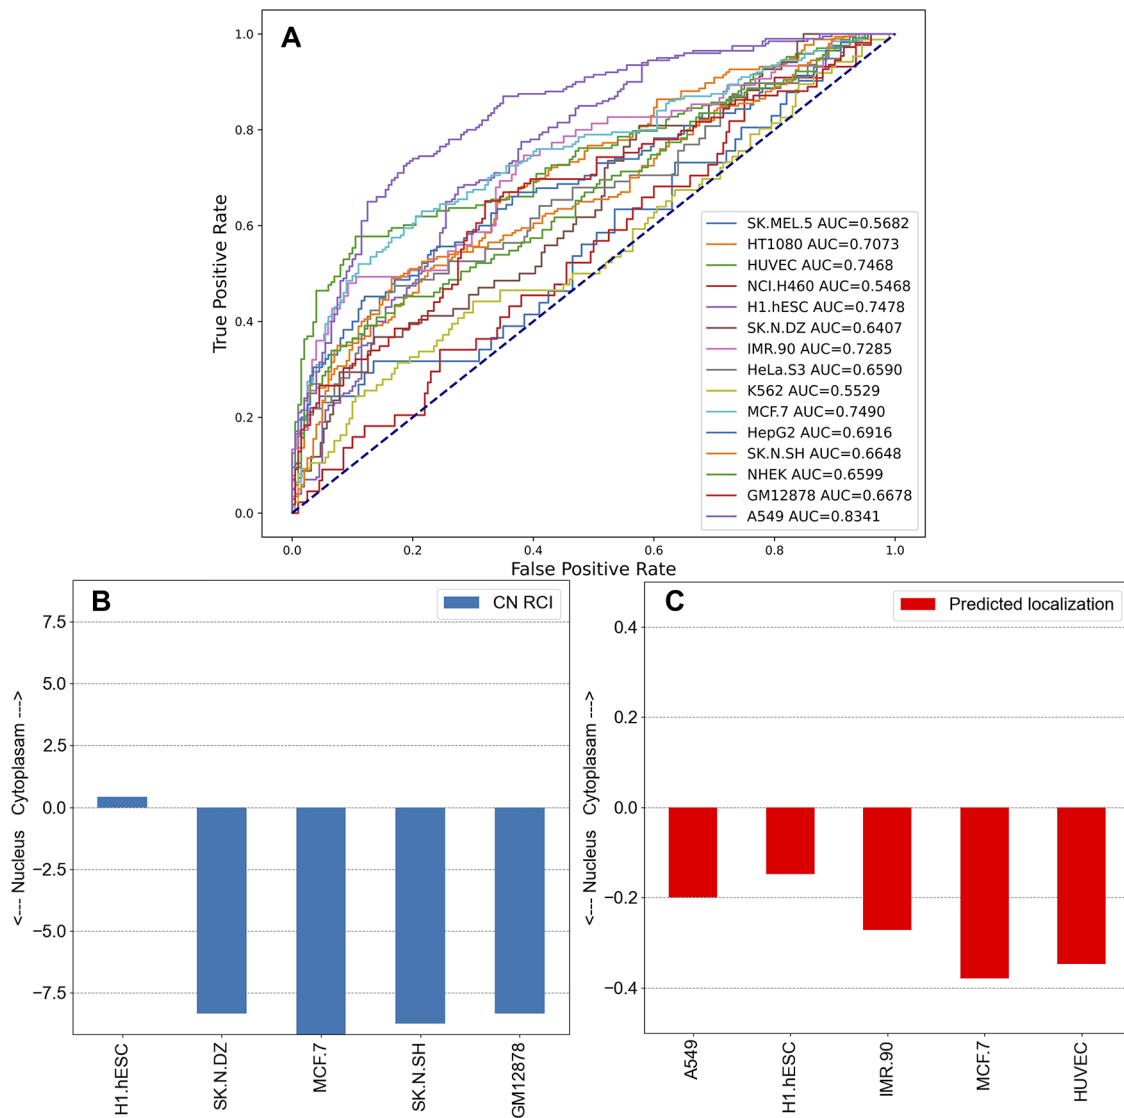 A
1.0
0.8
0.6
0.4
0.2
0.0
True Positive Rate
0.0 0.2 0.4 0.6 0.8 1.0
False Positive Rate
SK.MEL.5 AUC=0.5682
HT1080 AUC=0.7073
HUVEC AUC=0.7468
NCI.H460 AUC=0.5468
H1.hESC AUC=0.7478
SK.N.DZ AUC=0.6407
IMR.90 AUC=0.7285
HeLa.S3 AUC=0.6590
K562 AUC=0.5529
MCF.7 AUC=0.7490
HepG2 AUC=0.6916
SK.N.SH AUC=0.6648
NHEK AUC=0.6599
GM12878 AUC=0.6678
A549 AUC=0.8341
B
CN RCI
7.5
5.0
2.5
0.0
−2.5
−5.0
−7.5
<--- Nucleus Cytoplasam --->
H1.hESC
SK.N.DZ
MCF.7
SK.N.SH
GM12878
C
Predicted localization
0.4
0.2
0.0
−0.2
−0.4
<--- Nucleus Cytoplasam --->
A549
H1.hESC
IMR.90
MCF.7
HUVEC